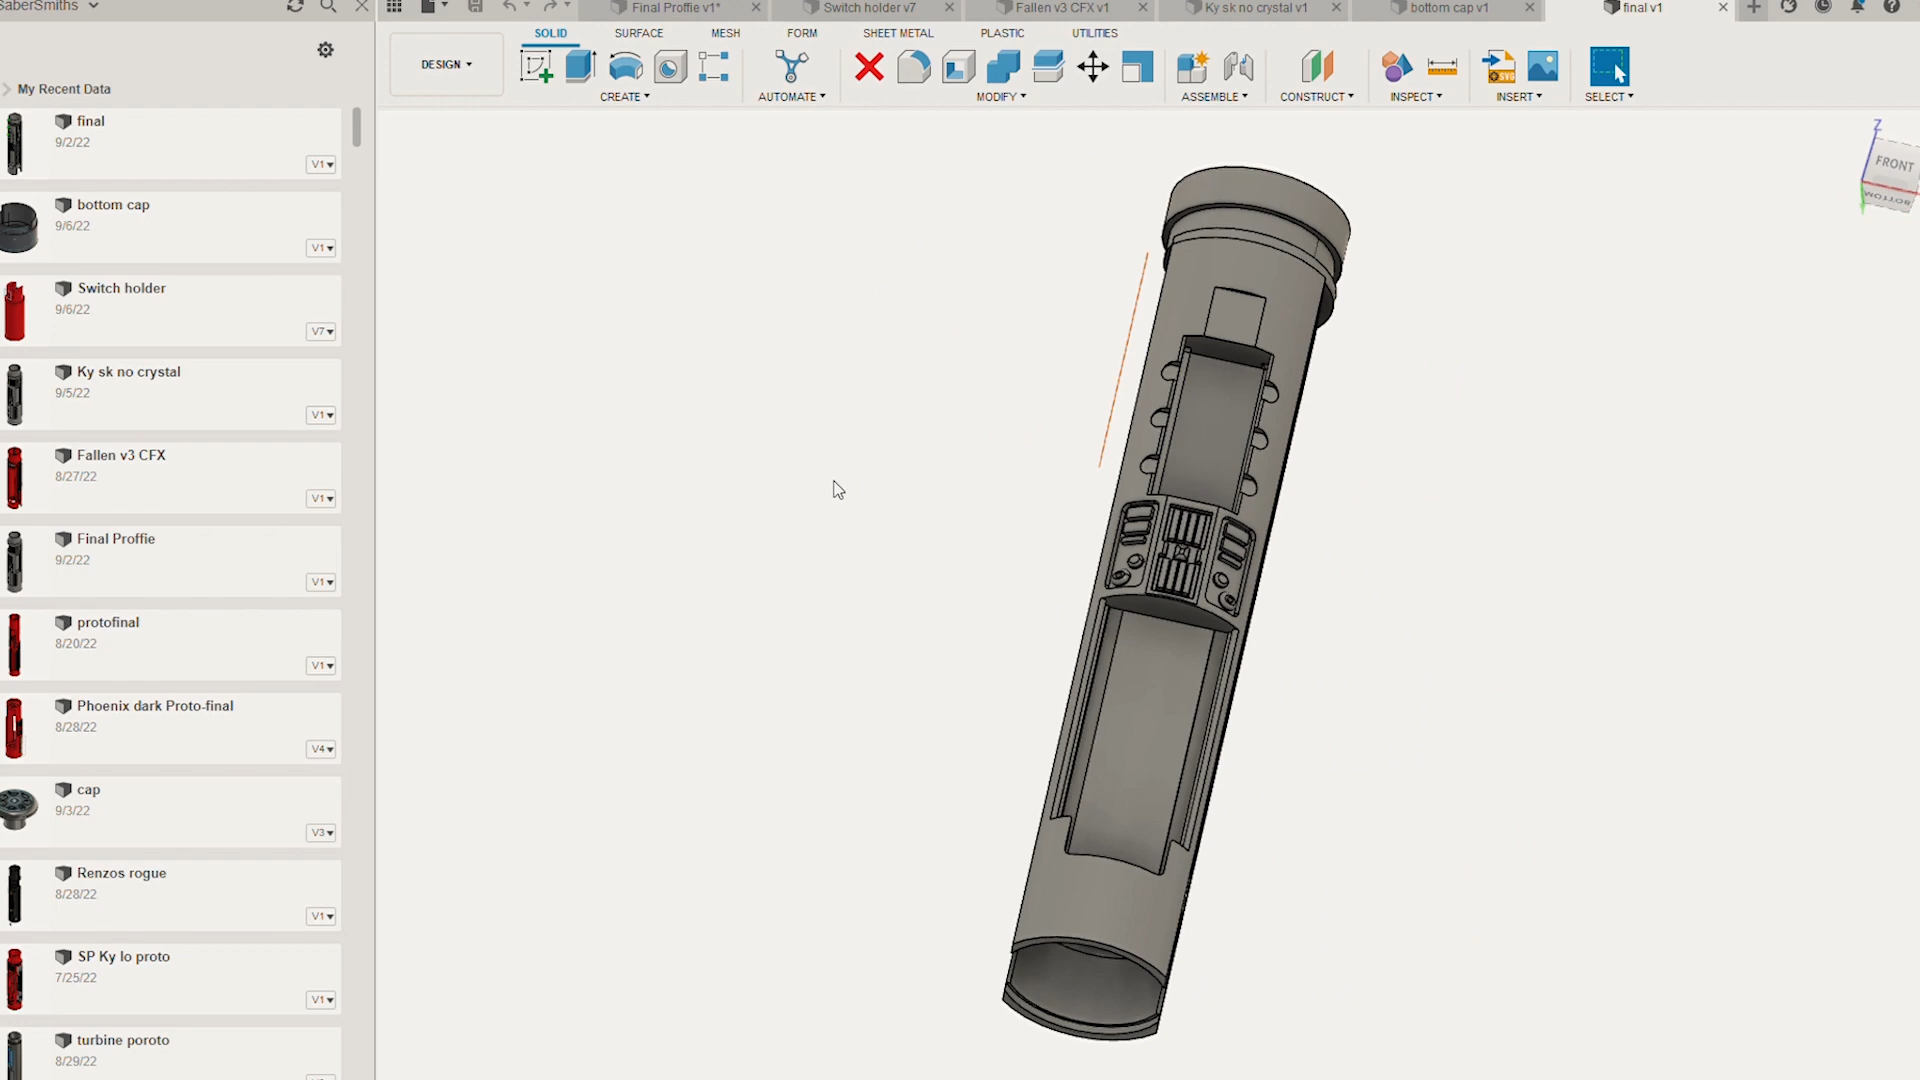 SaberSmiths
Final Proffie v1*
Switch holder v7
Fallen v3 CFX v1
Ky sk no crystal v1
bottom cap v1
final v1
SOLID
SURFACE
MESH
FORM
SHEET METAL
PLASTIC
UTILITIES
DESIGN
CREATE
AUTOMATE
MODIFY
ASSEMBLE
CONSTRUCT
INSPECT
SVG
INSERT
SELECT
My Recent Data
final
9/2/22
V1
bottom cap
9/6/22
V1
Switch holder
9/6/22
V7
Ky sk no crystal
9/5/22
V1
Fallen v3 CFX
8/27/22
V1
Final Proffie
9/2/22
V1
protofinal
8/20/22
V1
Phoenix dark Proto-final
8/28/22
V4
cap
9/3/22
V3
Renzos rogue
8/28/22
V1
SP Ky lo proto
7/25/22
V1
turbine poroto
8/29/22
Z
FRONT
BOTTOM